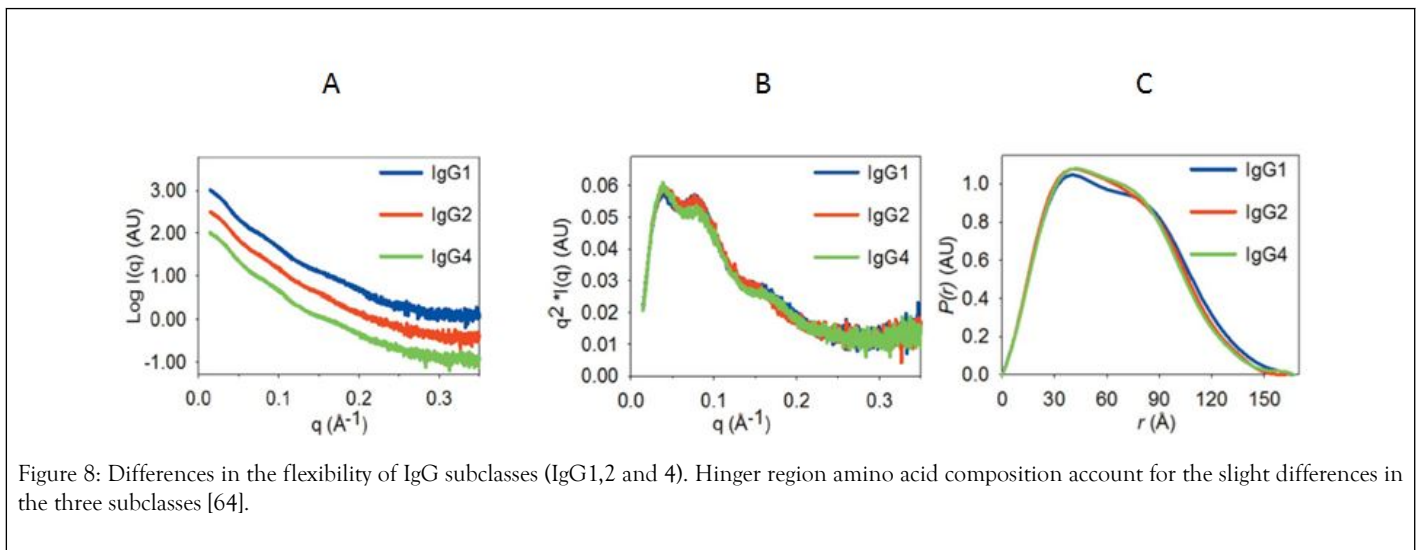 A
B
C
Log I(q) (AU)
3.00
2.00
1.00
0.00
-1.00
IgG1
IgG2
IgG4
0.0 0.1 0.2 0.3
q (Å-1)
q2 *I(q) (AU)
0.06
0.05
0.04
0.03
0.02
0.01
0.00
IgG1
IgG2
IgG4
0.0 0.1 0.2 0.3
q (Å-1)
P(r) (AU)
1.0
0.8
0.6
0.4
0.2
0.0
IgG1
IgG2
IgG4
0 30 60 90 120 150
r (Å)
Figure 8: Differences in the flexibility of IgG subclasses (IgG1,2 and 4). Hinger region amino acid composition account for the slight differences in
the three subclasses [64].